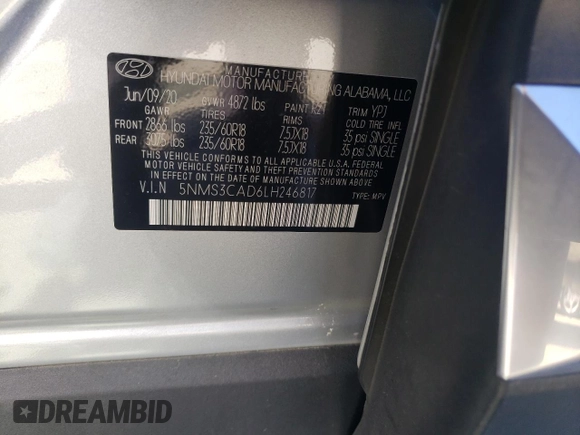 MANUFACTURED BY
HYUNDAI MOTOR MANUFACTURING ALABAMA, LLC
Jun/09/20 GVWR 4872 lbs PAINT K2T TRIM YPJ
GAWR TIRES RIMS COLD TIRE INFL
FRONT 2866 lbs 235/60R18 7.5JX18 35 psi SINGLE
REAR 3075 lbs 235/60R18 7.5JX18 35 psi SINGLE
THIS VEHICLE CONFORMS TO ALL APPLICABLE U.S.A. FEDERAL
MOTOR VEHICLE SAFETY, BUMPER, AND THEFT PREVENTION
STANDARDS IN EFFECT ON THE DATE OF MANUFACTURE
SHOWN ABOVE.
V.I.N 5NMS3CAD6LH246817 TYPE: MPV
DREAMBID